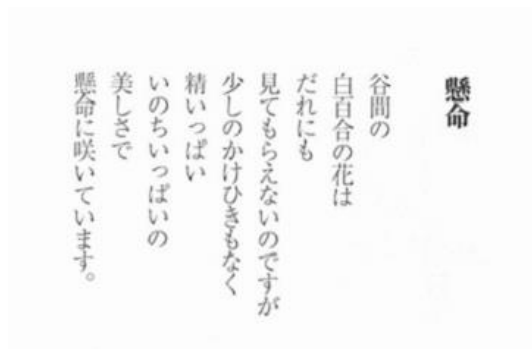 懸命
谷間の
白百合の花は
だれにも
見てもらえないのですが
少しのかけひきもなく
精いっぱい
いのちいっぱいの
美しさで
懸命に咲いています。